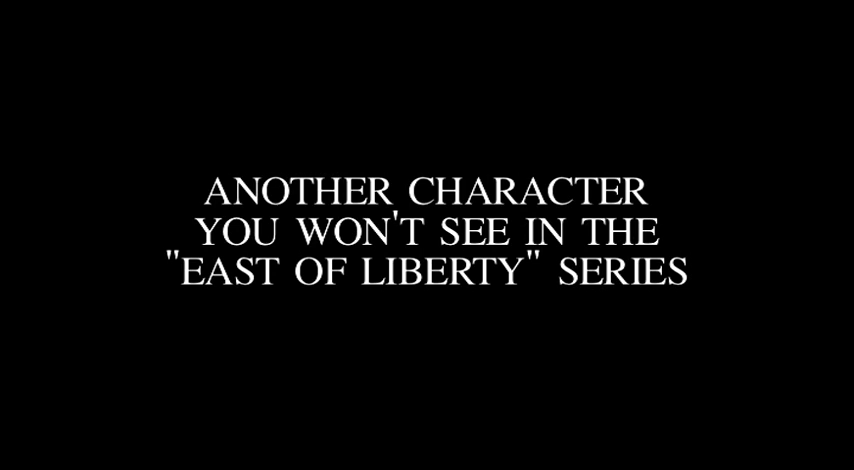 ANOTHER CHARACTER
YOU WON'T SEE IN THE
"EAST OF LIBERTY" SERIES